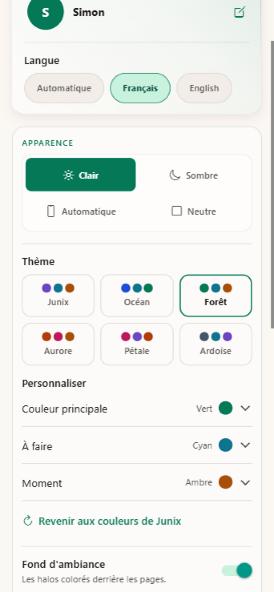 S
Simon
Langue
Automatique
Français
English
APPARENCE
Clair
Sombre
Automatique
Neutre
Thème
Junix
Océan
Forêt
Aurore
Pétale
Ardoise
Personnaliser
Couleur principale
Vert
À faire
Cyan
Moment
Ambre
Revenir aux couleurs de Junix
Fond d'ambiance
Les halos colorés derrière les pages.